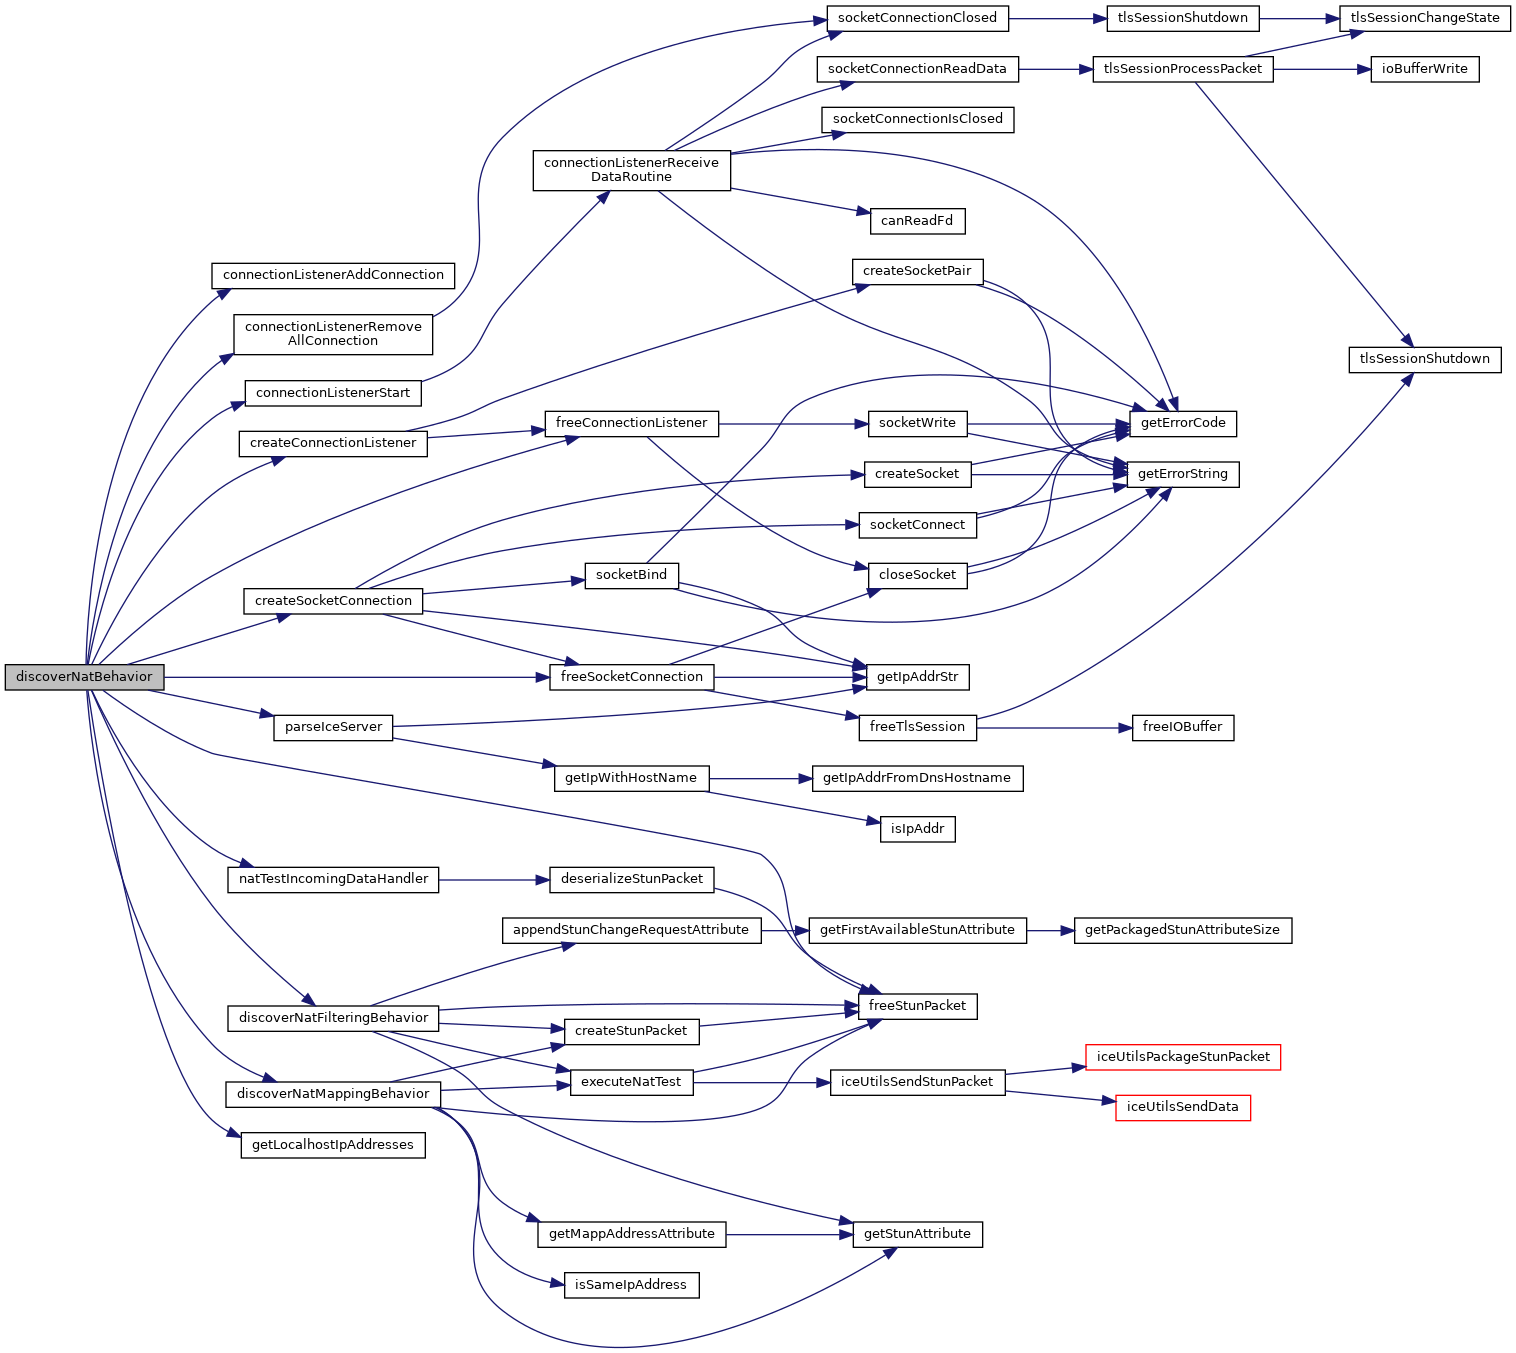 socketConnectionClosed
tlsSessionShutdown
tlsSessionChangeState
socketConnectionReadData
tlsSessionProcessPacket
ioBufferWrite
socketConnectionIsClosed
connectionListenerReceive
DataRoutine
canReadFd
connectionListenerAddConnection
createSocketPair
connectionListenerRemove
AllConnection
tlsSessionShutdown
connectionListenerStart
createConnectionListener
freeConnectionListener
socketWrite
getErrorCode
createSocket
getErrorString
socketConnect
socketBind
closeSocket
createSocketConnection
discoverNatBehavior
freeSocketConnection
getIpAddrStr
parseIceServer
freeTlsSession
freeIOBuffer
getIpWithHostName
getIpAddrFromDnsHostname
isIpAddr
natTestIncomingDataHandler
deserializeStunPacket
appendStunChangeRequestAttribute
getFirstAvailableStunAttribute
getPackagedStunAttributeSize
freeStunPacket
discoverNatFilteringBehavior
createStunPacket
iceUtilsPackageStunPacket
executeNatTest
iceUtilsSendStunPacket
discoverNatMappingBehavior
iceUtilsSendData
getLocalhostIpAddresses
getMappAddressAttribute
getStunAttribute
isSameIpAddress